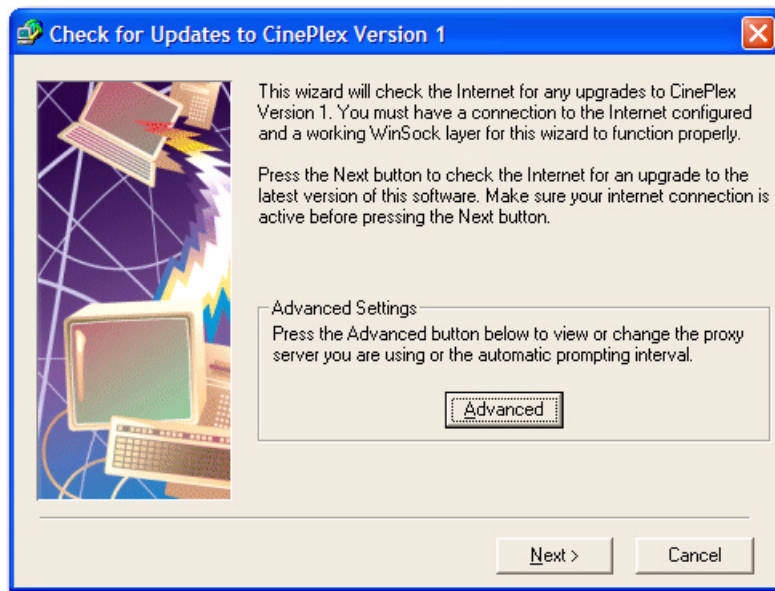 Check for Updates to CinePlex Version 1
This wizard will check the Internet for any upgrades to CinePlex
Version 1. You must have a connection to the Internet configured
and a working WinSock layer for this wizard to function properly.
Press the Next button to check the Internet for an upgrade to the
latest version of this software. Make sure your internet connection is
active before pressing the Next button.
Advanced Settings
Press the Advanced button below to view or change the proxy
server you are using or the automatic prompting interval.
Advanced
Next >
Cancel